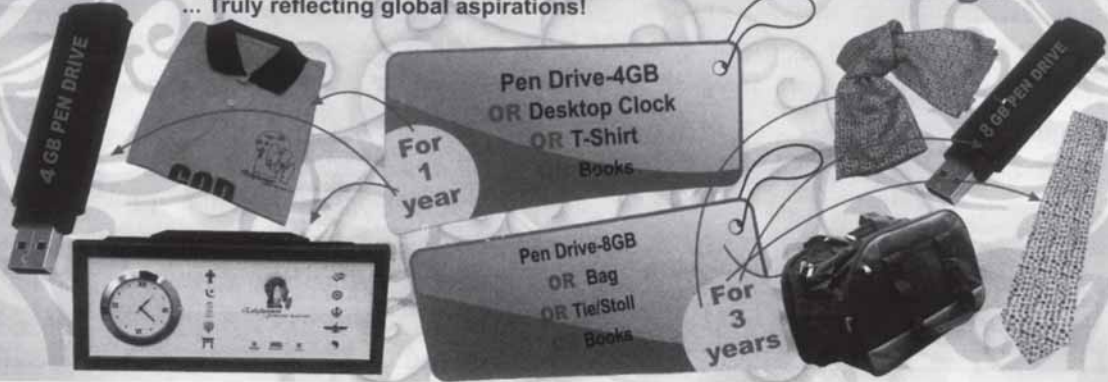 ... Truly reflecting global aspirations!
4 GB PEN DRIVE
GOD
Pen Drive-4GB
OR Desktop Clock
OR T-Shirt
Books
For
1
year
8 GB PEN DRIVE
Pen Drive-8GB
OR Bag
OR Tie/Stoll
Books
For
3
years